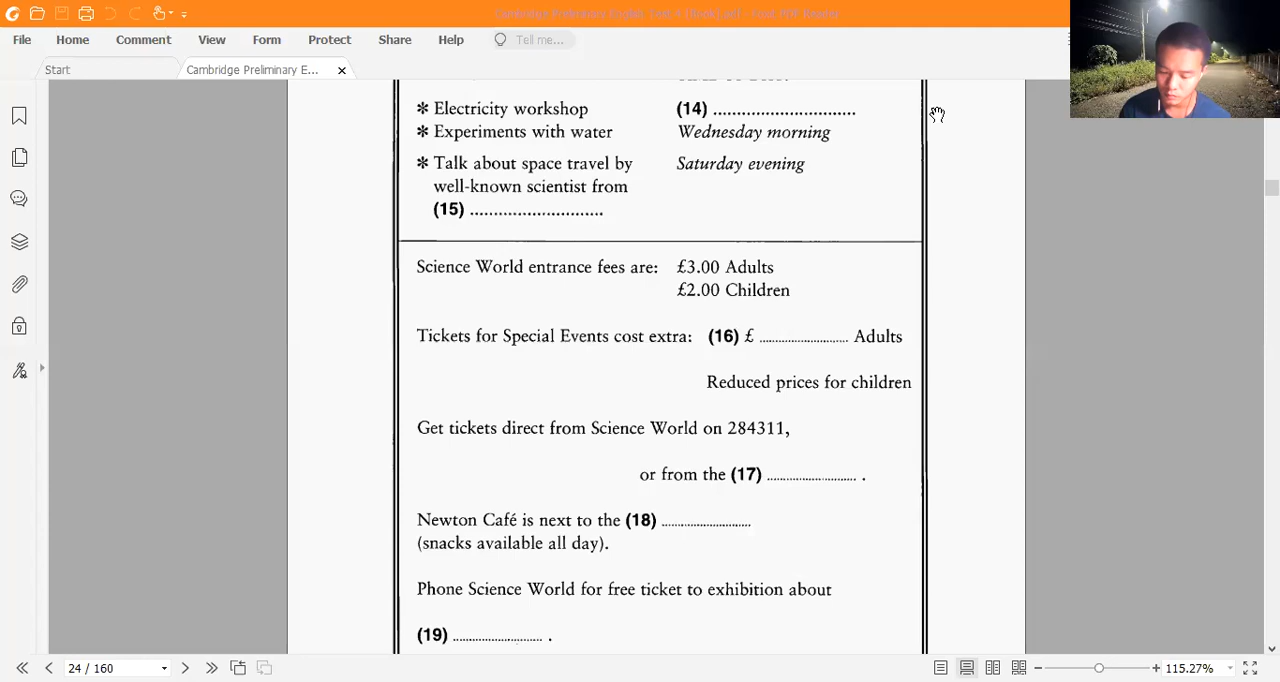 File Home Comment View Form Protect Share Help Tell me...
Start Cambridge Preliminary E...
✻ Electricity workshop (14) ..............................
✻ Experiments with water Wednesday morning
✻ Talk about space travel by Saturday evening
well-known scientist from
(15) ............................
Science World entrance fees are: £3.00 Adults
£2.00 Children
Tickets for Special Events cost extra: (16) £ .............................. Adults
Reduced prices for children
Get tickets direct from Science World on 284311,
or from the (17) .............................. .
Newton Café is next to the (18) ..............................
(snacks available all day).
Phone Science World for free ticket to exhibition about
(19) .............................. .
24 / 160 115.27%